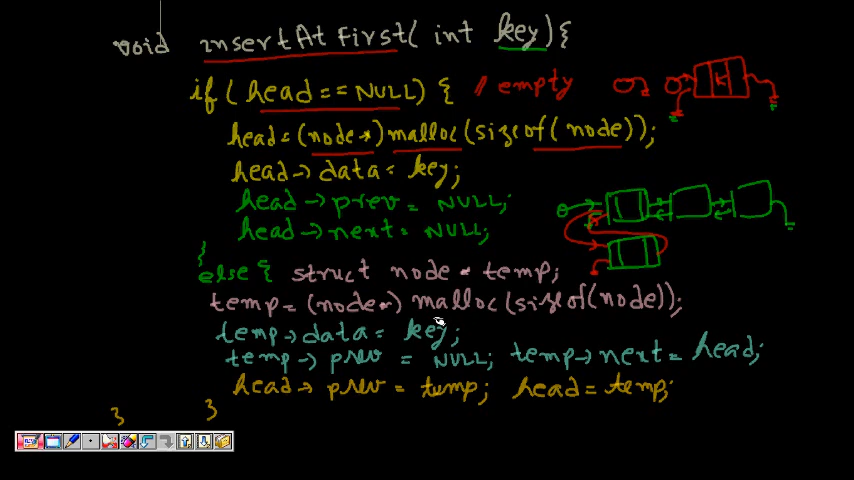 void insertAtFirst( int key){
if( head == NULL) { // empty
head = (node *) malloc (sizeof( node));
head -> data = key;
head -> prev = NULL;
head -> next = NULL;
}
else { struct node * temp;
temp = (node *) malloc (sizeof(node));
temp -> data = key;
temp -> prev = NULL; temp -> next = head;
head -> prev = temp; head = temp;
} }